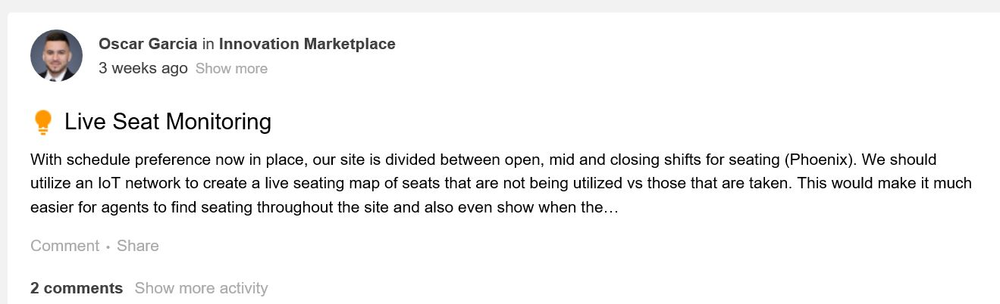 Oscar Garcia in Innovation Marketplace
3 weeks ago Show more
Live Seat Monitoring
With schedule preference now in place, our site is divided between open, mid and closing shifts for seating (Phoenix). We should
utilize an IoT network to create a live seating map of seats that are not being utilized vs those that are taken. This would make it much
easier for agents to find seating throughout the site and also even show when the…
Comment • Share
2 comments Show more activity